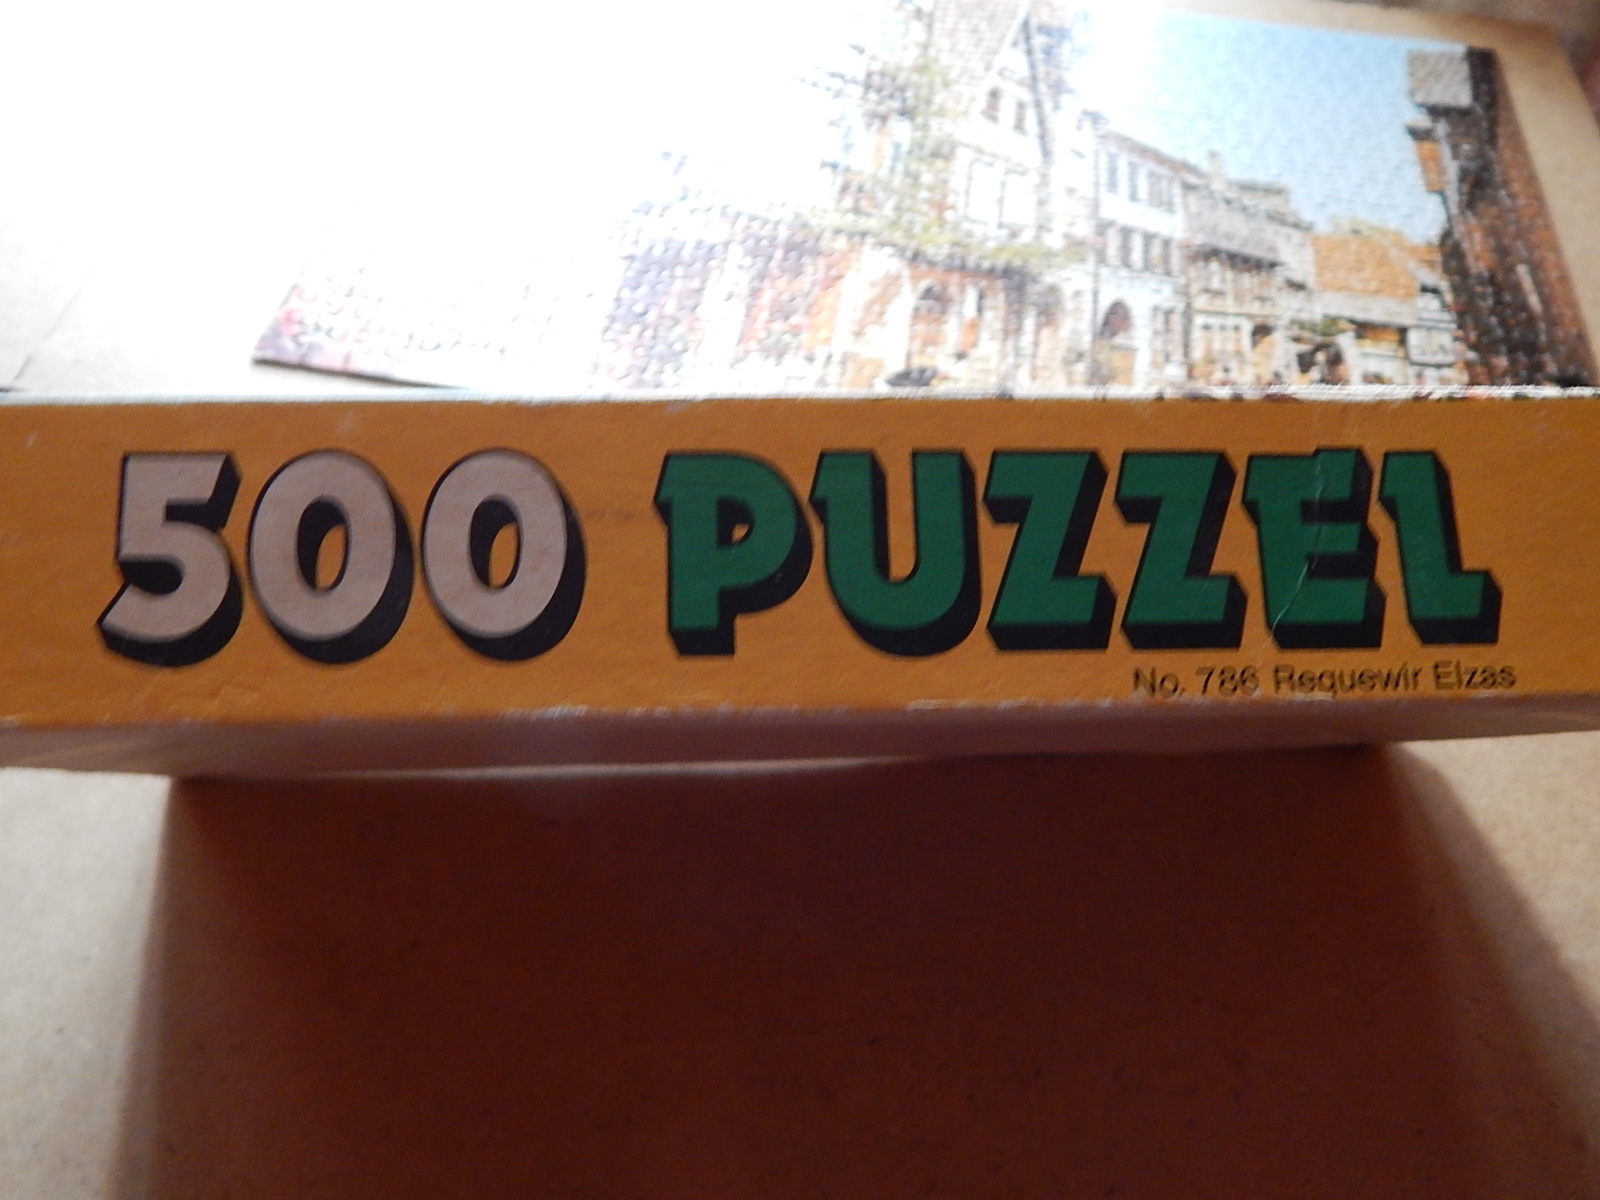 500 PUZZEL
No. 786 Requewir Elzas